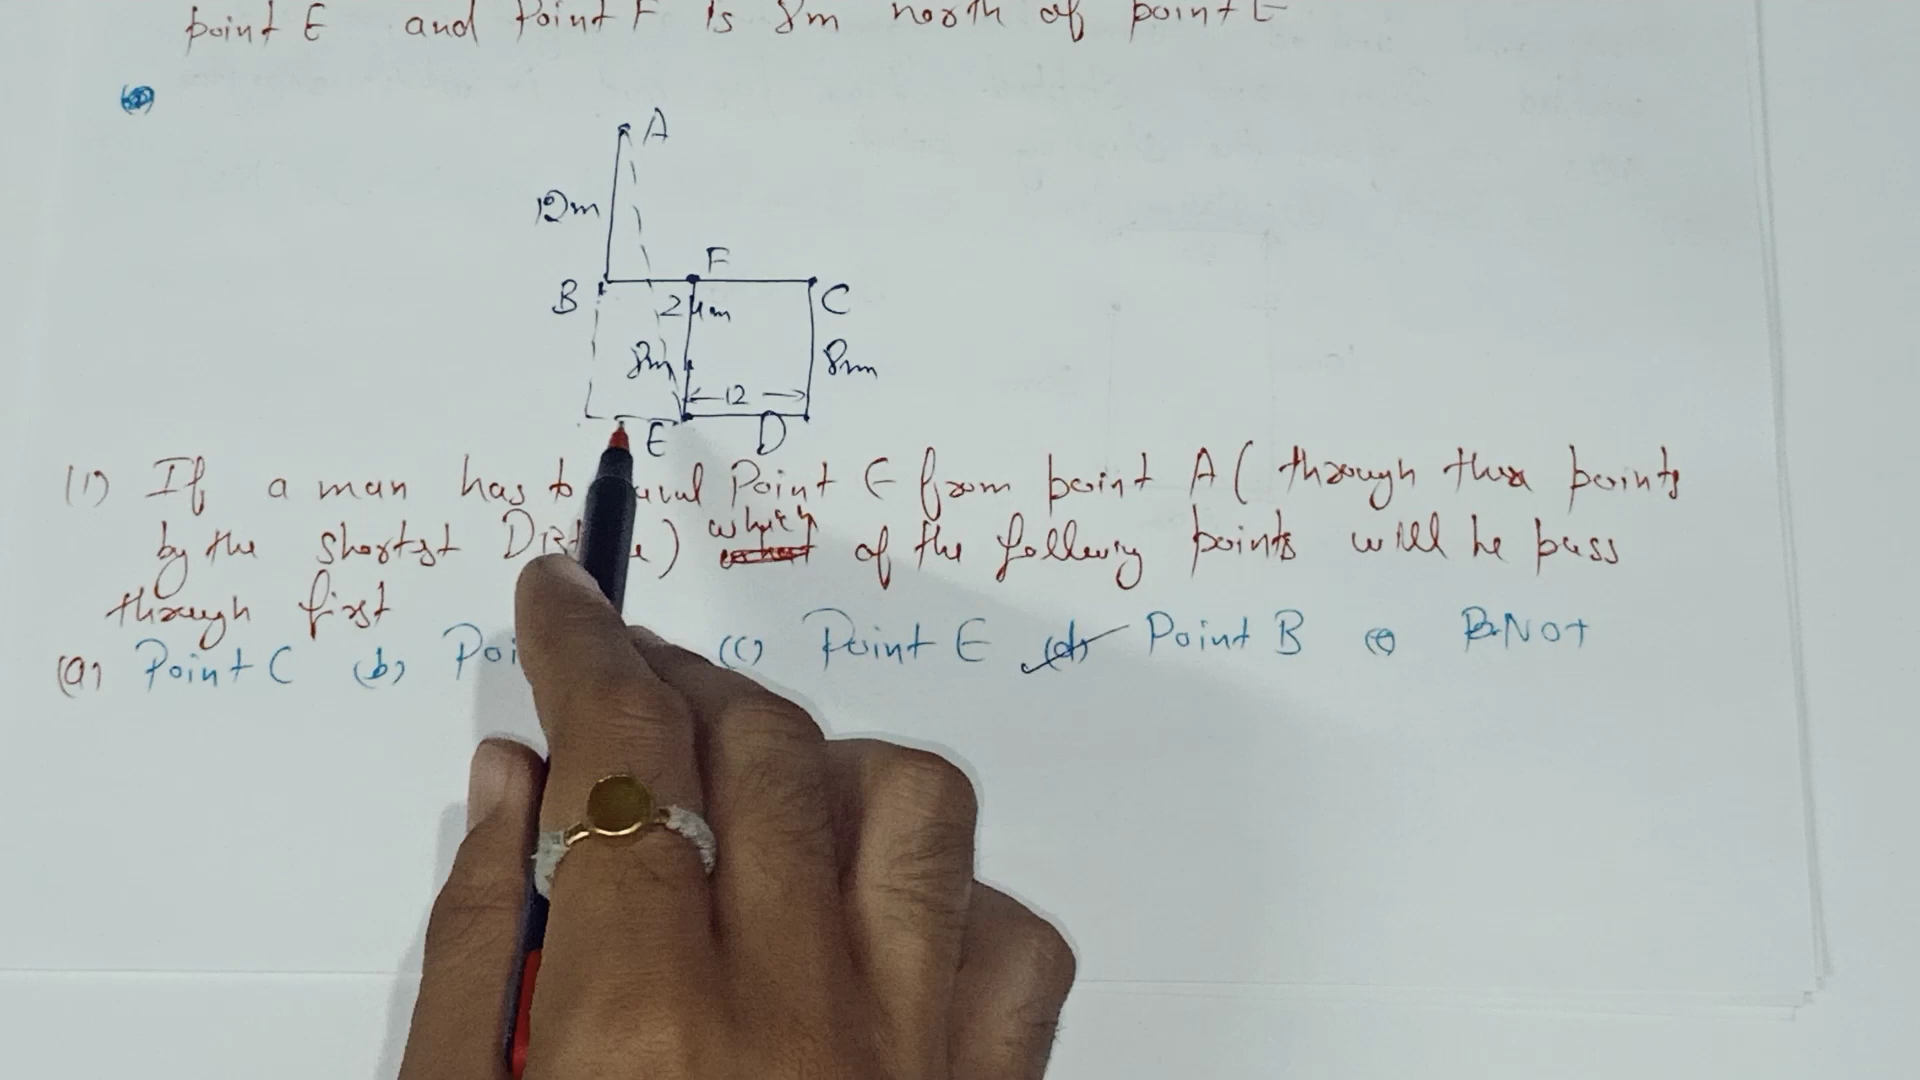 point E and Point F is 8m north of point E
A
12m
F
B
24m
C
8m
8m
12
E
D
(1) If a man has to Point E from point A ( through the points
by the shortest ) which of the following points will he pass
through first
(a) Point C (b) (c) Point E (d) Point B (e) NOT